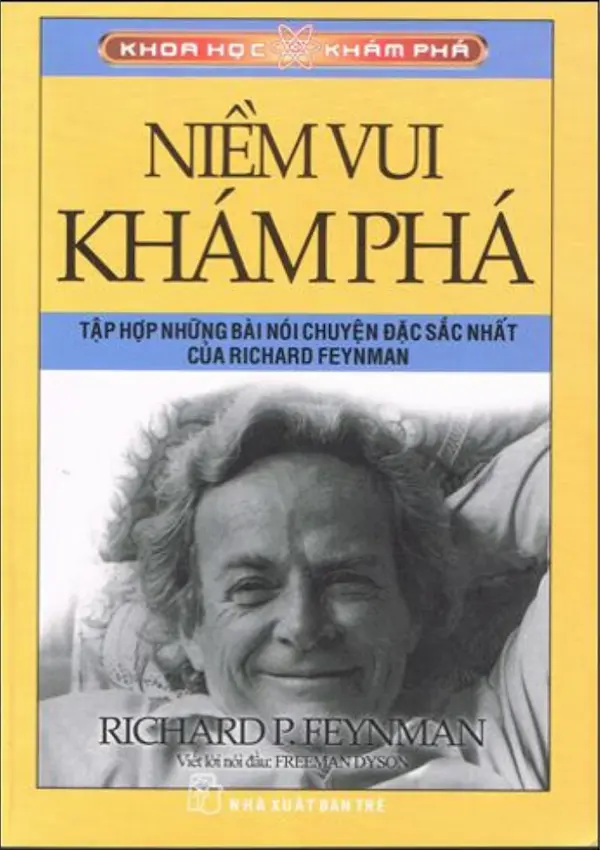 KHOA HỌC KHÁM PHÁ
NIỀM VUI
KHÁM PHÁ
TẬP HỢP NHỮNG BÀI NÓI CHUYỆN ĐẶC SẮC NHẤT
CỦA RICHARD FEYNMAN
RICHARD P. FEYNMAN
Viết lời nói đầu: FREEMAN DYSON
NHÀ XUẤT BẢN TRẺ